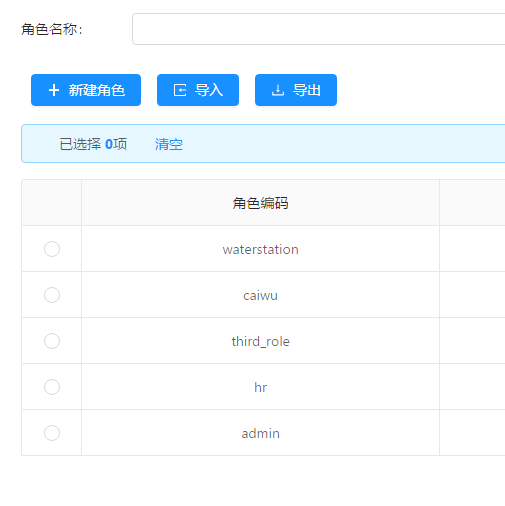 角色名称:
新建角色 导入 导出
已选择 0项 清空
角色编码
waterstation
caiwu
third_role
hr
admin